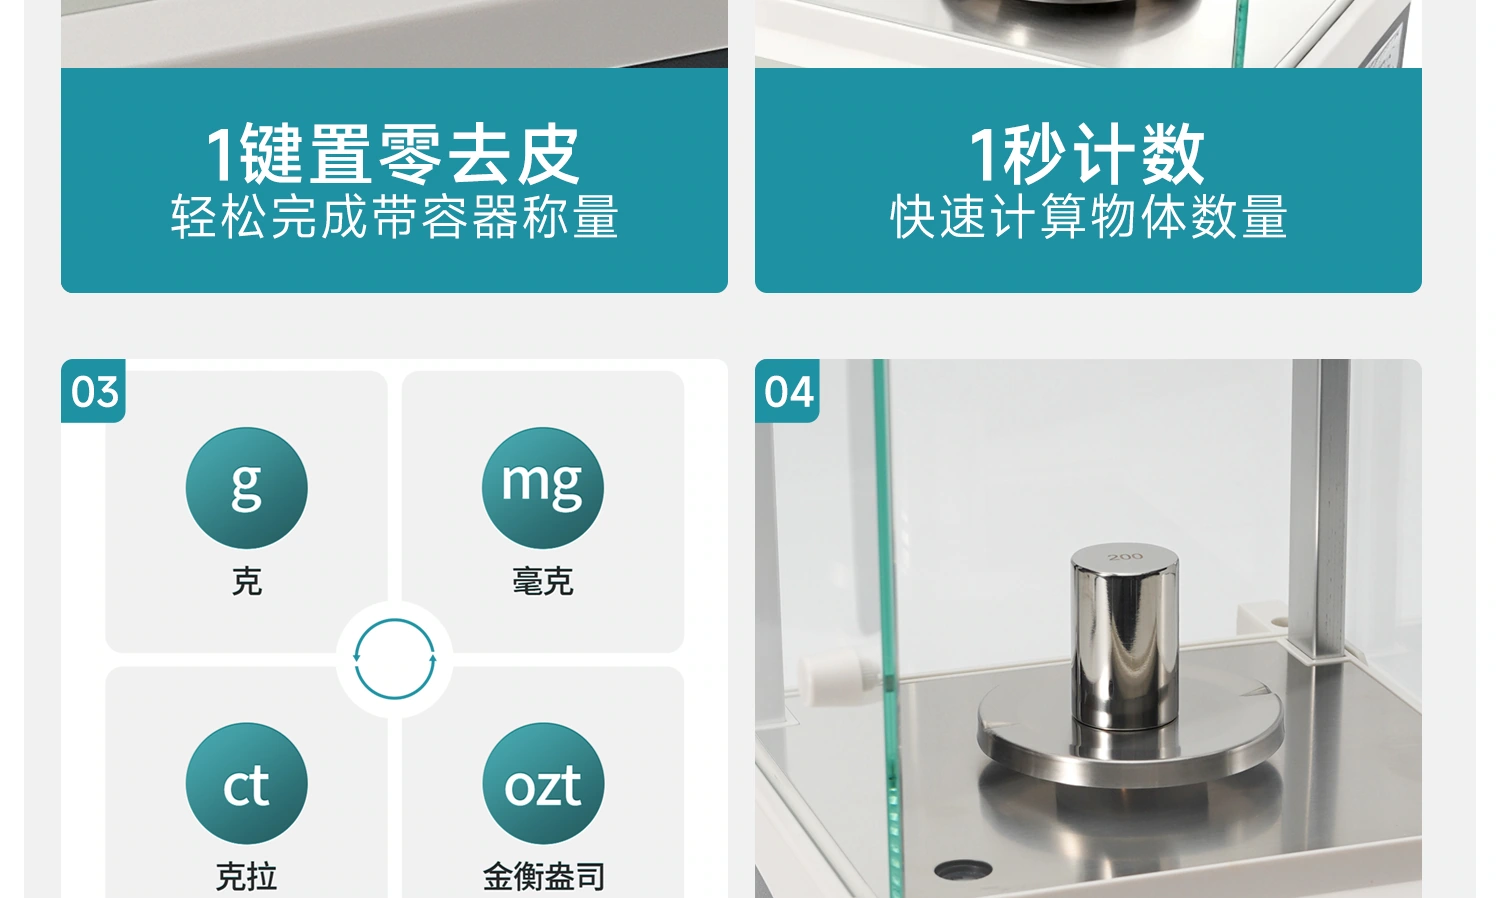 1键置零去皮
轻松完成带容器称量
1秒计数
快速计算物体数量
03
g
克
mg
毫克
ct
克拉
ozt
金衡盎司
04
200